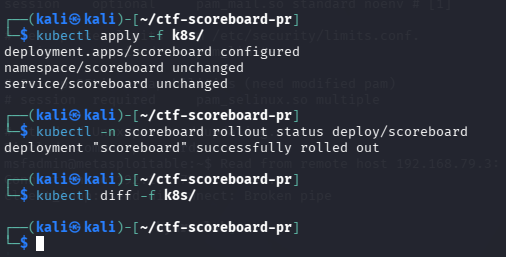 ┌──(kali㉿kali)-[~/ctf-scoreboard-pr]
└─$ kubectl apply -f k8s/
deployment.apps/scoreboard configured
namespace/scoreboard unchanged
service/scoreboard unchanged
┌──(kali㉿kali)-[~/ctf-scoreboard-pr]
└─$ kubectl -n scoreboard rollout status deploy/scoreboard
deployment "scoreboard" successfully rolled out
┌──(kali㉿kali)-[~/ctf-scoreboard-pr]
└─$ kubectl diff -f k8s/
┌──(kali㉿kali)-[~/ctf-scoreboard-pr]
└─$